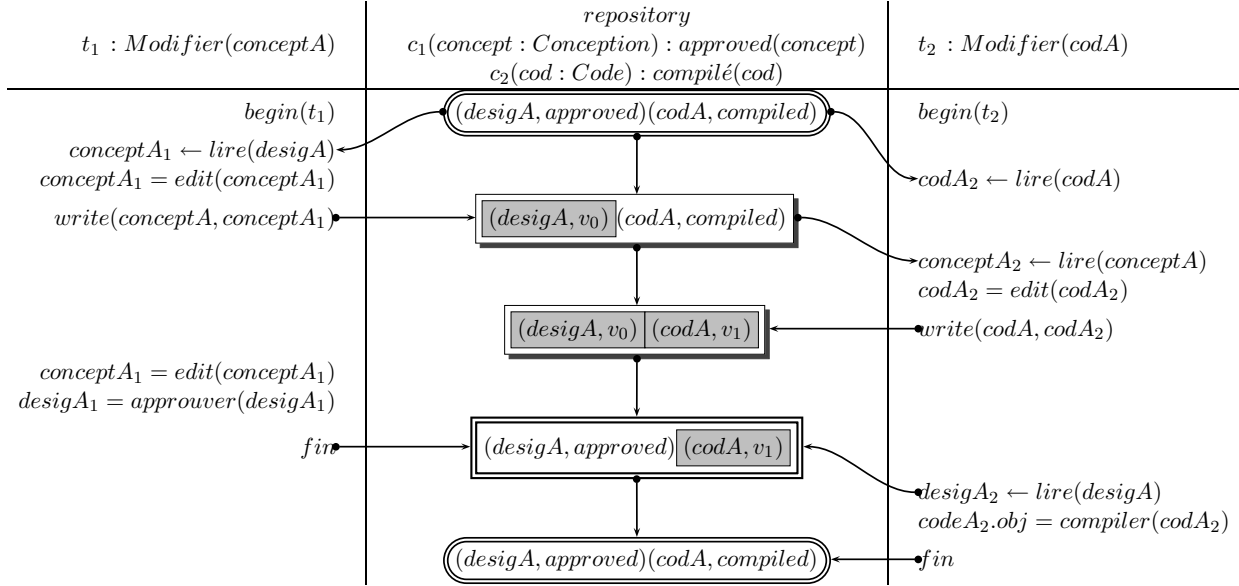 repository
t₁ : Modifier(conceptA)
c₁(concept : Conception) : approved(concept)
t₂ : Modifier(codA)
c₂(cod : Code) : compilé(cod)
begin(t₁)
(desigA, approved)(codA, compiled)
begin(t₂)
conceptA₁ ← lire(desigA)
conceptA₁ = edit(conceptA₁)
codA₂ ← lire(codA)
write(conceptA, conceptA₁)
(desigA, v₀)(codA, compiled)
conceptA₂ ← lire(conceptA)
codA₂ = edit(codA₂)
(desigA, v₀)(codA, v₁)
write(codA, codA₂)
conceptA₁ = edit(conceptA₁)
desigA₁ = approuver(desigA₁)
fin
(desigA, approved)(codA, v₁)
desigA₂ ← lire(desigA)
codeA₂.obj = compiler(codA₂)
(desigA, approved)(codA, compiled)
fin